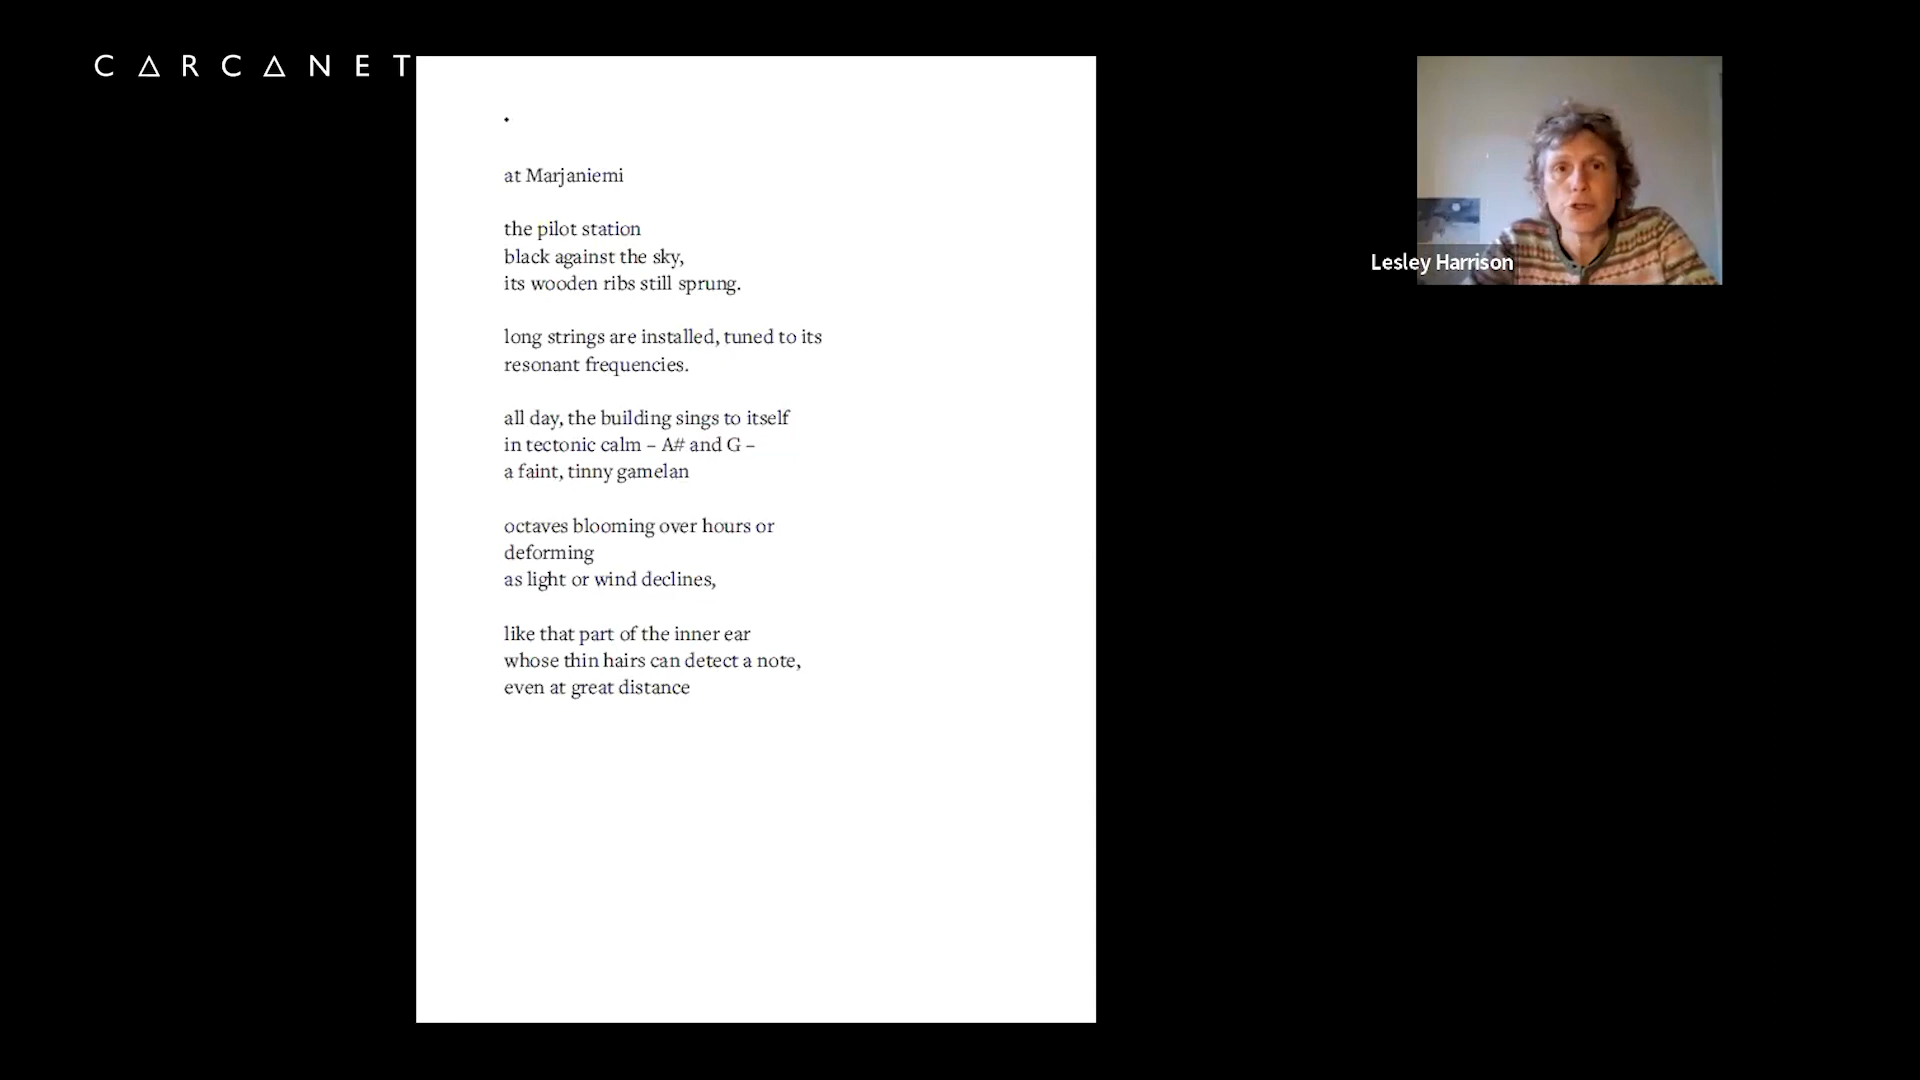 CARCANET
at Marjaniemi
the pilot station
black against the sky,
its wooden ribs still sprung.
long strings are installed, tuned to its
resonant frequencies.
all day, the building sings to itself
in tectonic calm – A# and G –
a faint, tinny gamelan
octaves blooming over hours or
deforming
as light or wind declines,
like that part of the inner ear
whose thin hairs can detect a note,
even at great distance
Lesley Harrison